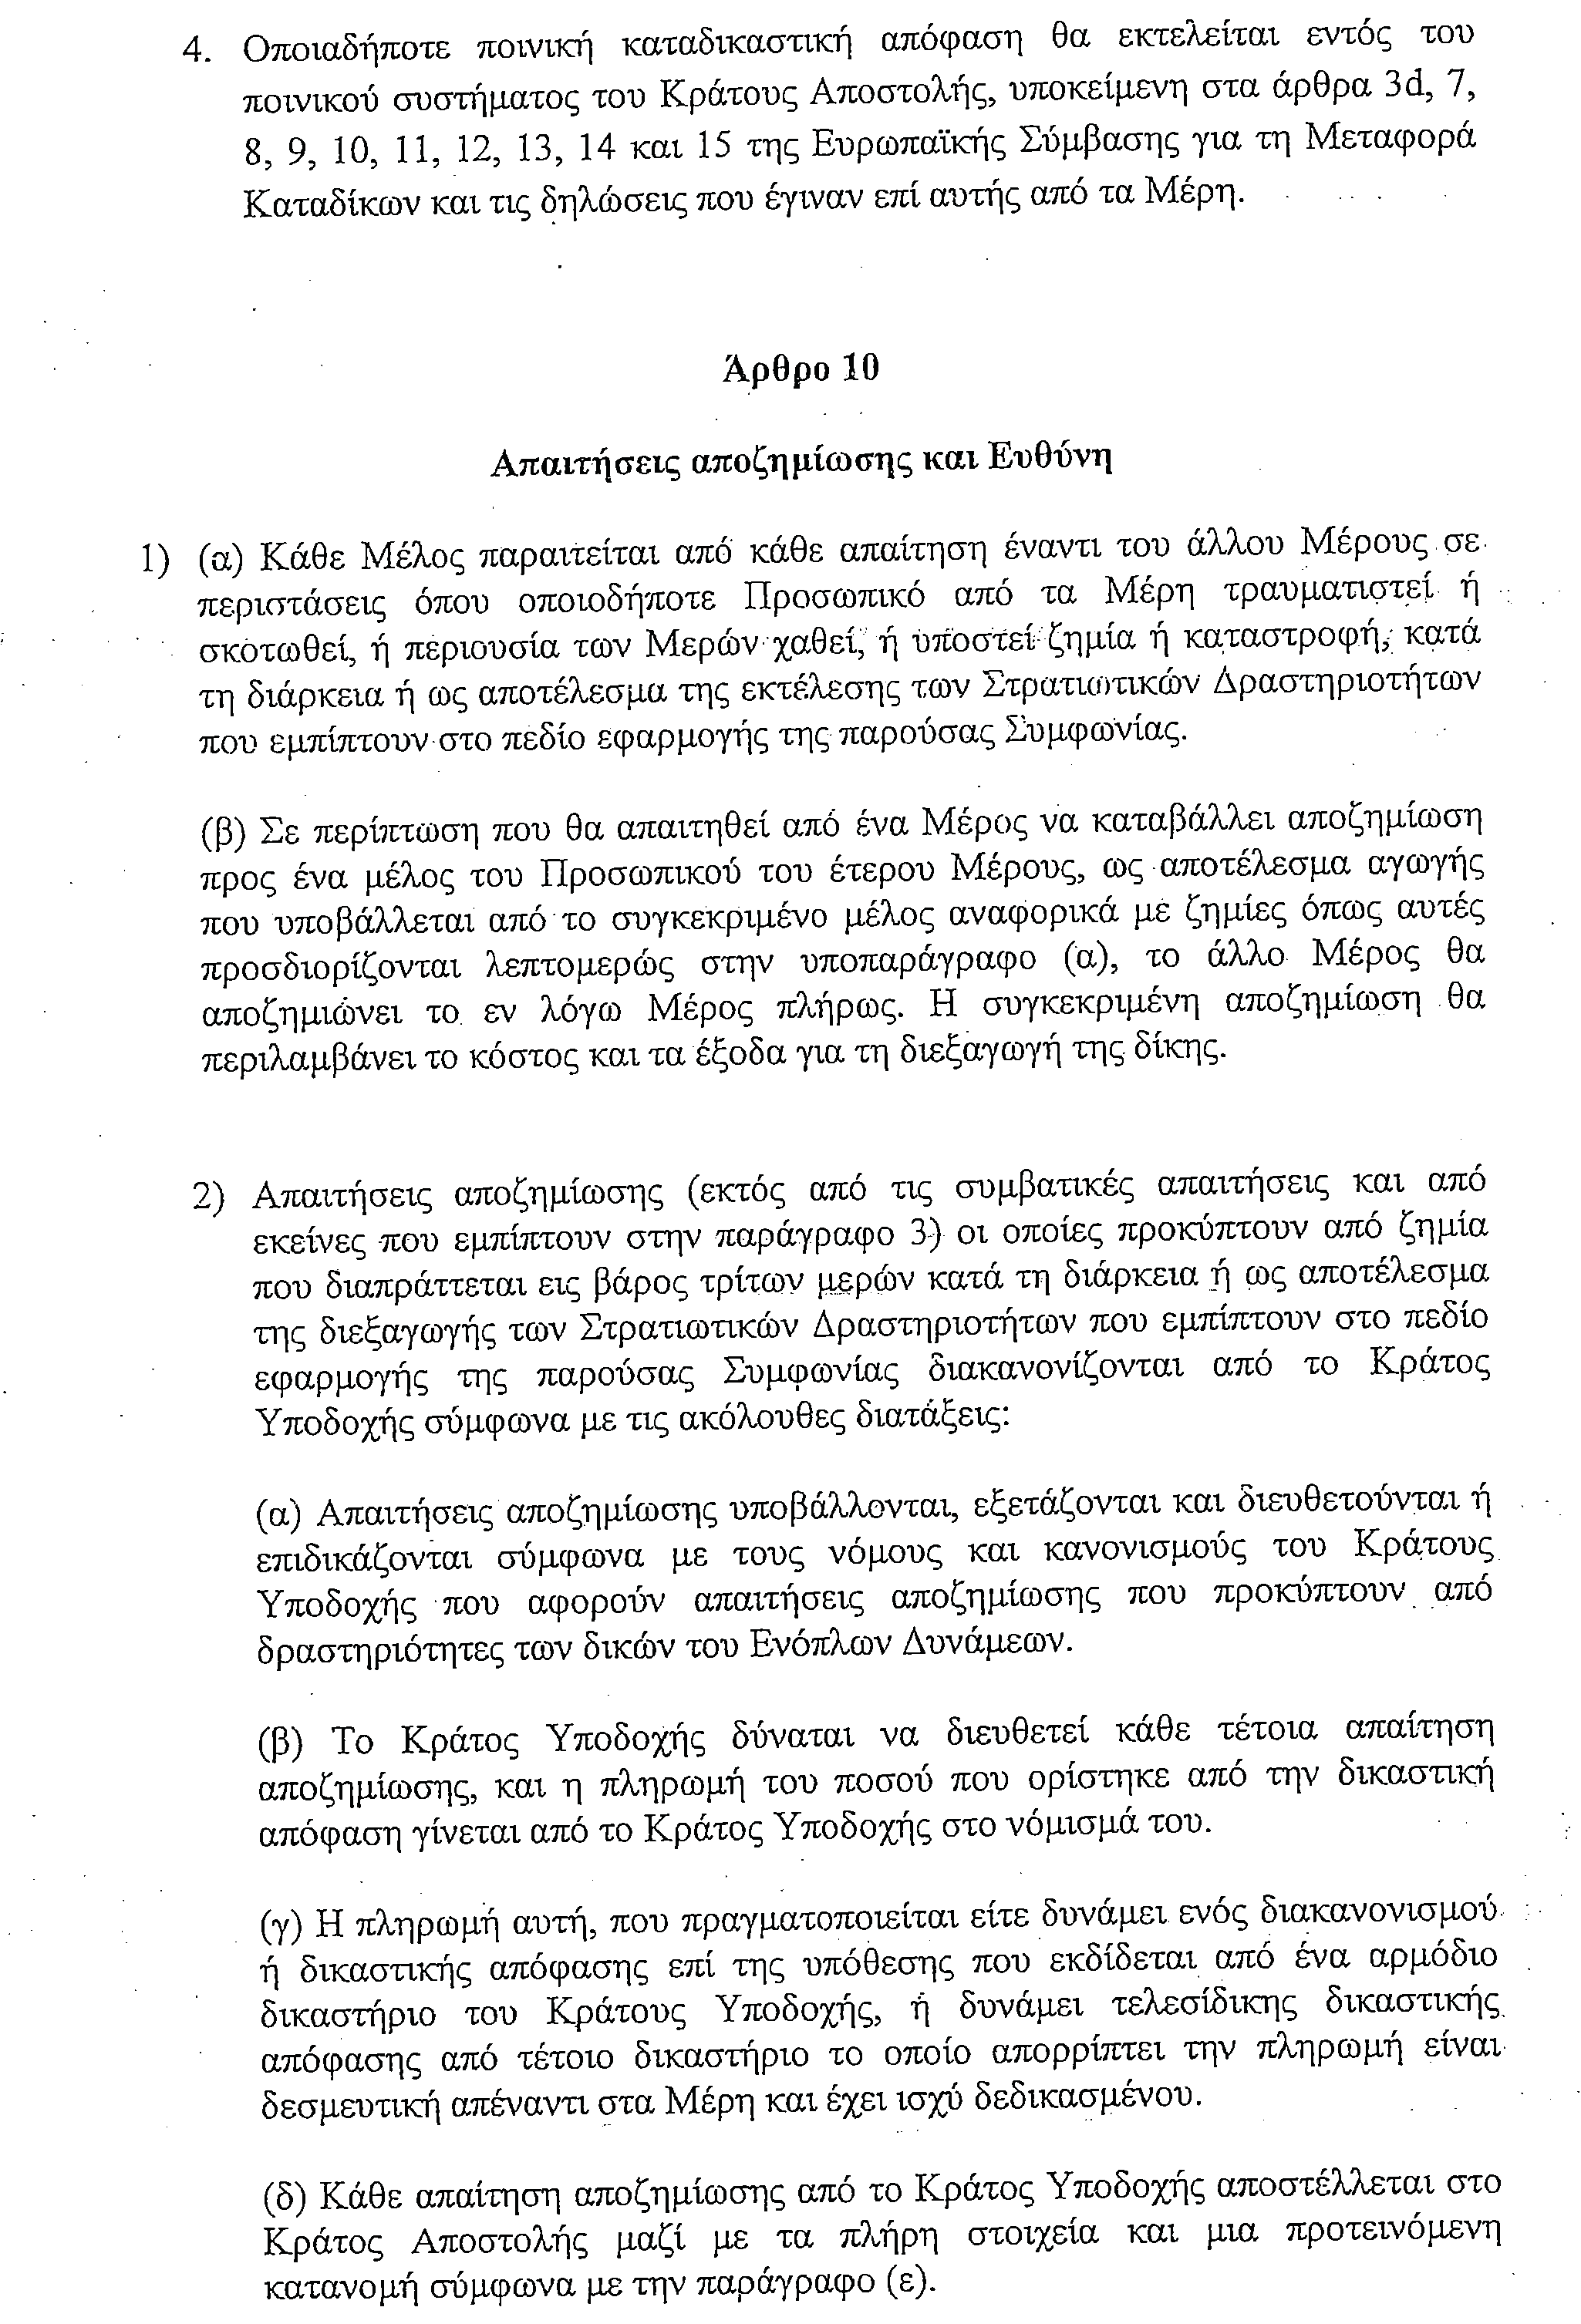 4. Οποιαδήποτε ποινική καταδικαστική απόφαση θα εκτελείται εντός του
ποινικού συστήματος του Κράτους Αποστολής, υποκείμενη στα άρθρα 3d, 7,
8, 9, 10, 11, 12, 13, 14 και 15 της Ευρωπαϊκής Σύμβασης για τη Μεταφορά
Καταδίκων και τις δηλώσεις που έγιναν επί αυτής από τα Μέρη.
Άρθρο 10
Απαιτήσεις αποζημίωσης και Ευθύνη
1) (α) Κάθε Μέλος παραιτείται από κάθε απαίτηση έναντι του άλλου Μέρους σε
περιστάσεις όπου οποιοδήποτε Προσωπικό από τα Μέρη τραυματιστεί ή
σκοτωθεί, ή περιουσία των Μερών χαθεί, ή υποστεί ζημία ή καταστροφή, κατά
τη διάρκεια ή ως αποτέλεσμα της εκτέλεσης των Στρατιωτικών Δραστηριοτήτων
που εμπίπτουν στο πεδίο εφαρμογής της παρούσας Συμφωνίας.
(β) Σε περίπτωση που θα απαιτηθεί από ένα Μέρος να καταβάλλει αποζημίωση
προς ένα μέλος του Προσωπικού του έτερου Μέρους, ως αποτέλεσμα αγωγής
που υποβάλλεται από το συγκεκριμένο μέλος αναφορικά με ζημίες όπως αυτές
προσδιορίζονται λεπτομερώς στην υποπαράγραφο (α), το άλλο Μέρος θα
αποζημιώνει το εν λόγω Μέρος πλήρως. Η συγκεκριμένη αποζημίωση θα
περιλαμβάνει το κόστος και τα έξοδα για τη διεξαγωγή της δίκης.
2) Απαιτήσεις αποζημίωσης (εκτός από τις συμβατικές απαιτήσεις και από
εκείνες που εμπίπτουν στην παράγραφο 3) οι οποίες προκύπτουν από ζημία
που διαπράττεται εις βάρος τρίτων μερών κατά τη διάρκεια ή ως αποτέλεσμα
της διεξαγωγής των Στρατιωτικών Δραστηριοτήτων που εμπίπτουν στο πεδίο
εφαρμογής της παρούσας Συμφωνίας διακανονίζονται από το Κράτος
Υποδοχής σύμφωνα με τις ακόλουθες διατάξεις:
(α) Απαιτήσεις αποζημίωσης υποβάλλονται, εξετάζονται και διευθετούνται ή
επιδικάζονται σύμφωνα με τους νόμους και κανονισμούς του Κράτους
Υποδοχής που αφορούν απαιτήσεις αποζημίωσης που προκύπτουν από
δραστηριότητες των δικών του Ενόπλων Δυνάμεων.
(β) Το Κράτος Υποδοχής δύναται να διευθετεί κάθε τέτοια απαίτηση
αποζημίωσης, και η πληρωμή του ποσού που ορίστηκε από την δικαστική
απόφαση γίνεται από το Κράτος Υποδοχής στο νόμισμά του.
(γ) Η πληρωμή αυτή, που πραγματοποιείται είτε δυνάμει ενός διακανονισμού
ή δικαστικής απόφασης επί της υπόθεσης που εκδίδεται από ένα αρμόδιο
δικαστήριο του Κράτους Υποδοχής, ή δυνάμει τελεσίδικης δικαστικής
απόφασης από τέτοιο δικαστήριο το οποίο απορρίπτει την πληρωμή είναι
δεσμευτική απέναντι στα Μέρη και έχει ισχύ δεδικασμένου.
(δ) Κάθε απαίτηση αποζημίωσης από το Κράτος Υποδοχής αποστέλλεται στο
Κράτος Αποστολής μαζί με τα πλήρη στοιχεία και μια προτεινόμενη
κατανομή σύμφωνα με την παράγραφο (ε).